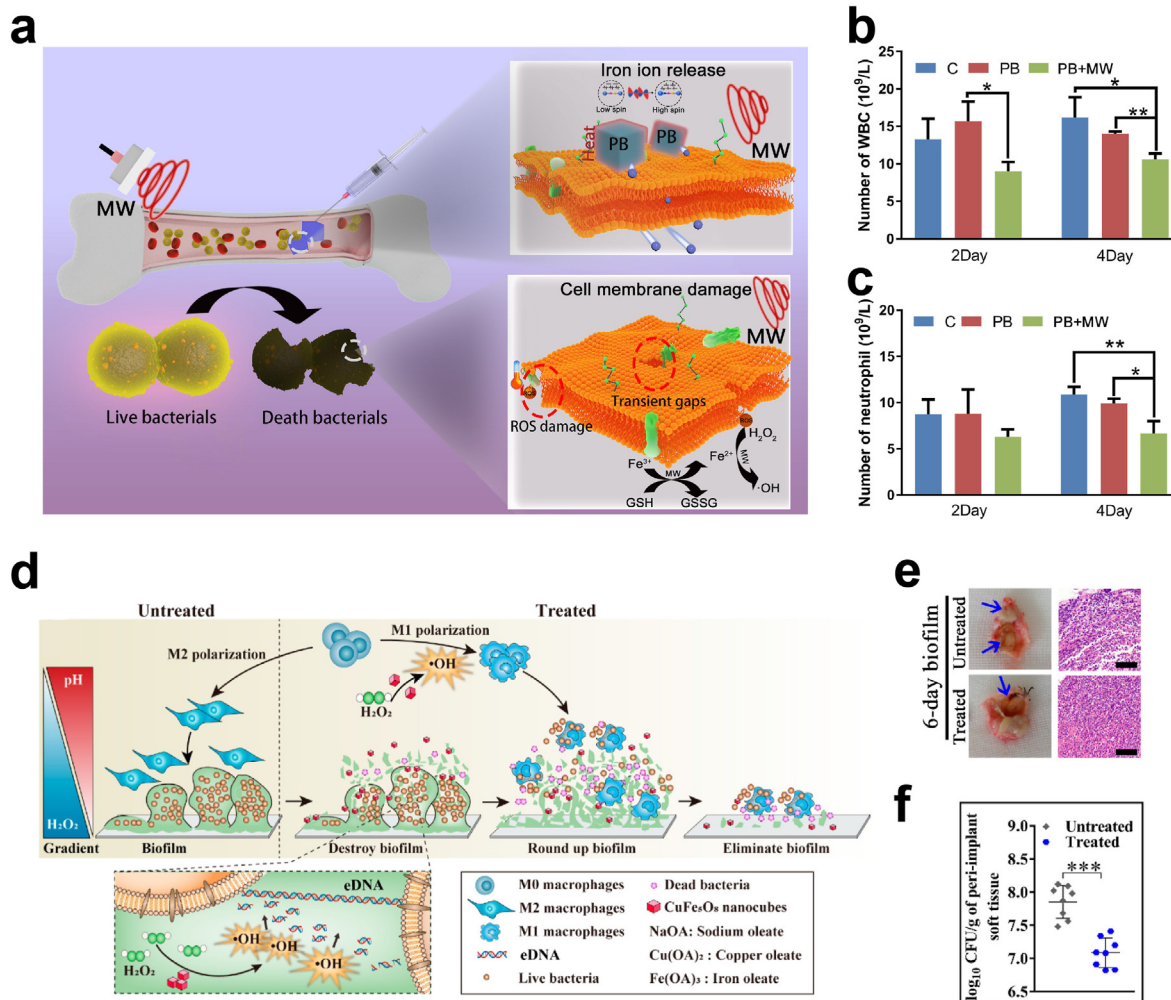 a
Iron ion release
Low spin
High spin
Heat
PB
PB
MW
MW
Live bacterials
Death bacterials
Cell membrane damage
MW
Transient gaps
ROS damage
Fe³⁺
MW
Fe²⁺
GSH
GSSG
H₂O₂
MW
·OH
b
C PB PB+MW
Number of WBC (10⁹/L)
20
15
10
5
0
*
*
**
2Day
4Day
c
C PB PB+MW
Number of neutrophil (10⁹/L)
20
15
10
5
0
**
*
2Day
4Day
d
Untreated
Treated
M2 polarization
M1 polarization
•OH
H₂O₂
pH
H₂O₂
Gradient
Biofilm
Destroy biofilm
Round up biofilm
Eliminate biofilm
eDNA
•OH
•OH
•OH
H₂O₂
M0 macrophages
M2 macrophages
M1 macrophages
eDNA
Live bacteria
Dead bacteria
CuFe₅O₈ nanocubes
NaOA: Sodium oleate
Cu(OA)₂ : Copper oleate
Fe(OA)₃ : Iron oleate
e
6-day biofilm
Untreated
Treated
f
Untreated
Treated
***
log₁₀ CFU/g of peri-implant
soft tissue
9.0
8.5
8.0
7.5
7.0
6.5